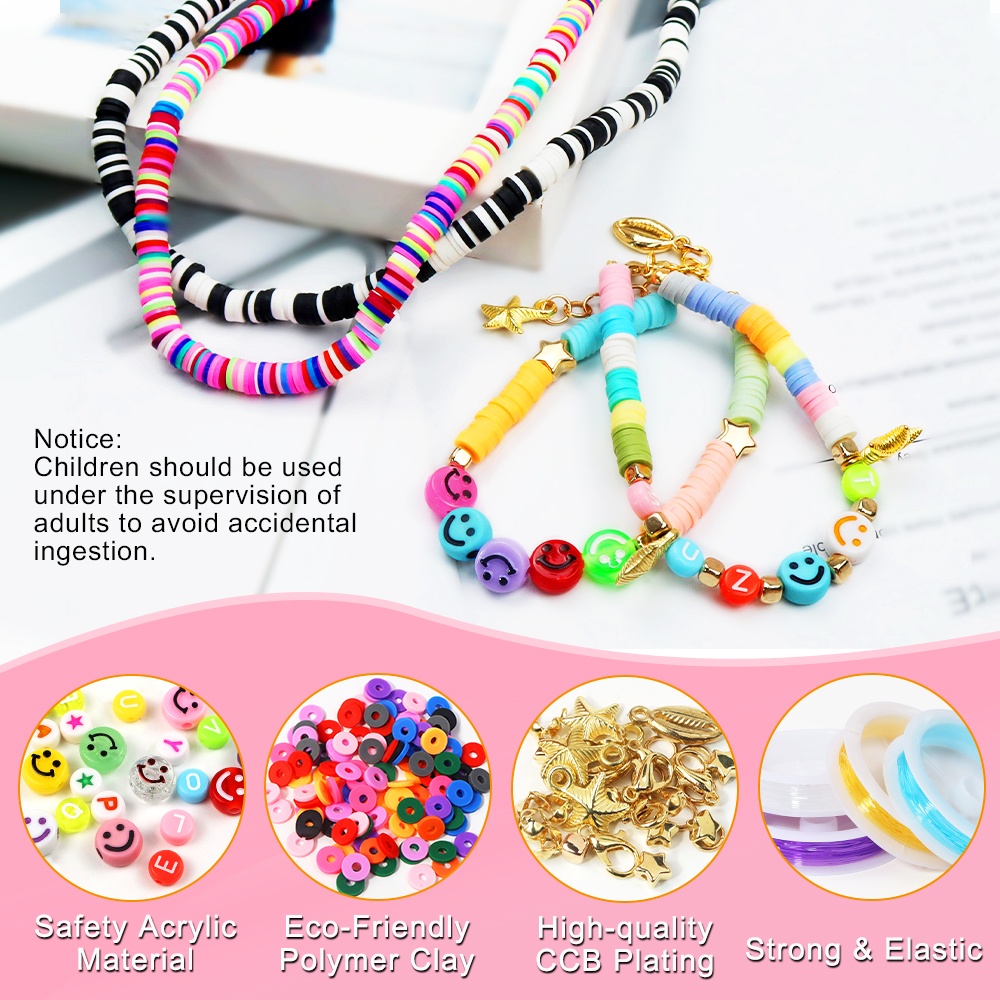 Notice:
Children should be used
under the supervision of
adults to avoid accidental
ingestion.
T
U
N
Z
U
V
Y
O
Q
P
L
E
Safety Acrylic
Material
Eco-Friendly
Polymer Clay
High-quality
CCB Plating
Strong & Elastic